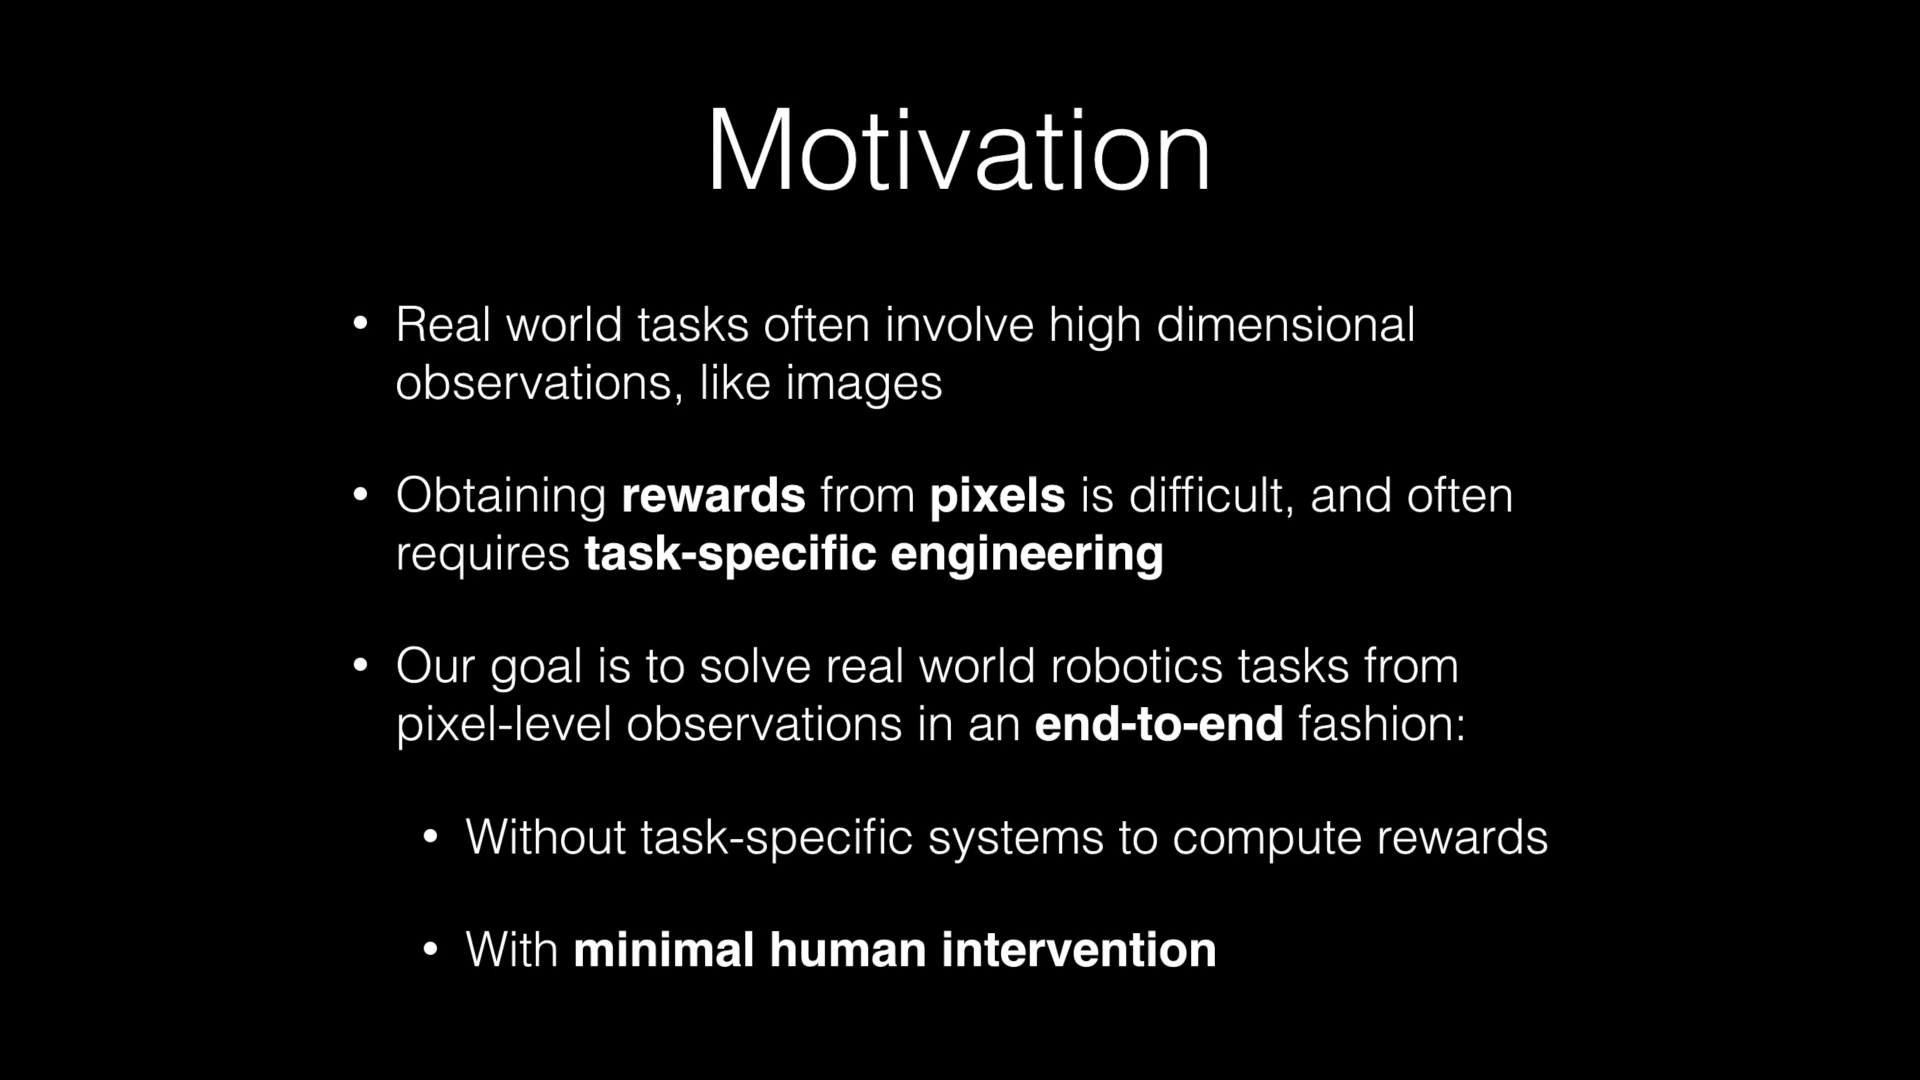 Motivation
• Real world tasks often involve high dimensional
observations, like images
• Obtaining rewards from pixels is difficult, and often
requires task-specific engineering
• Our goal is to solve real world robotics tasks from
pixel-level observations in an end-to-end fashion:
• Without task-specific systems to compute rewards
• With minimal human intervention